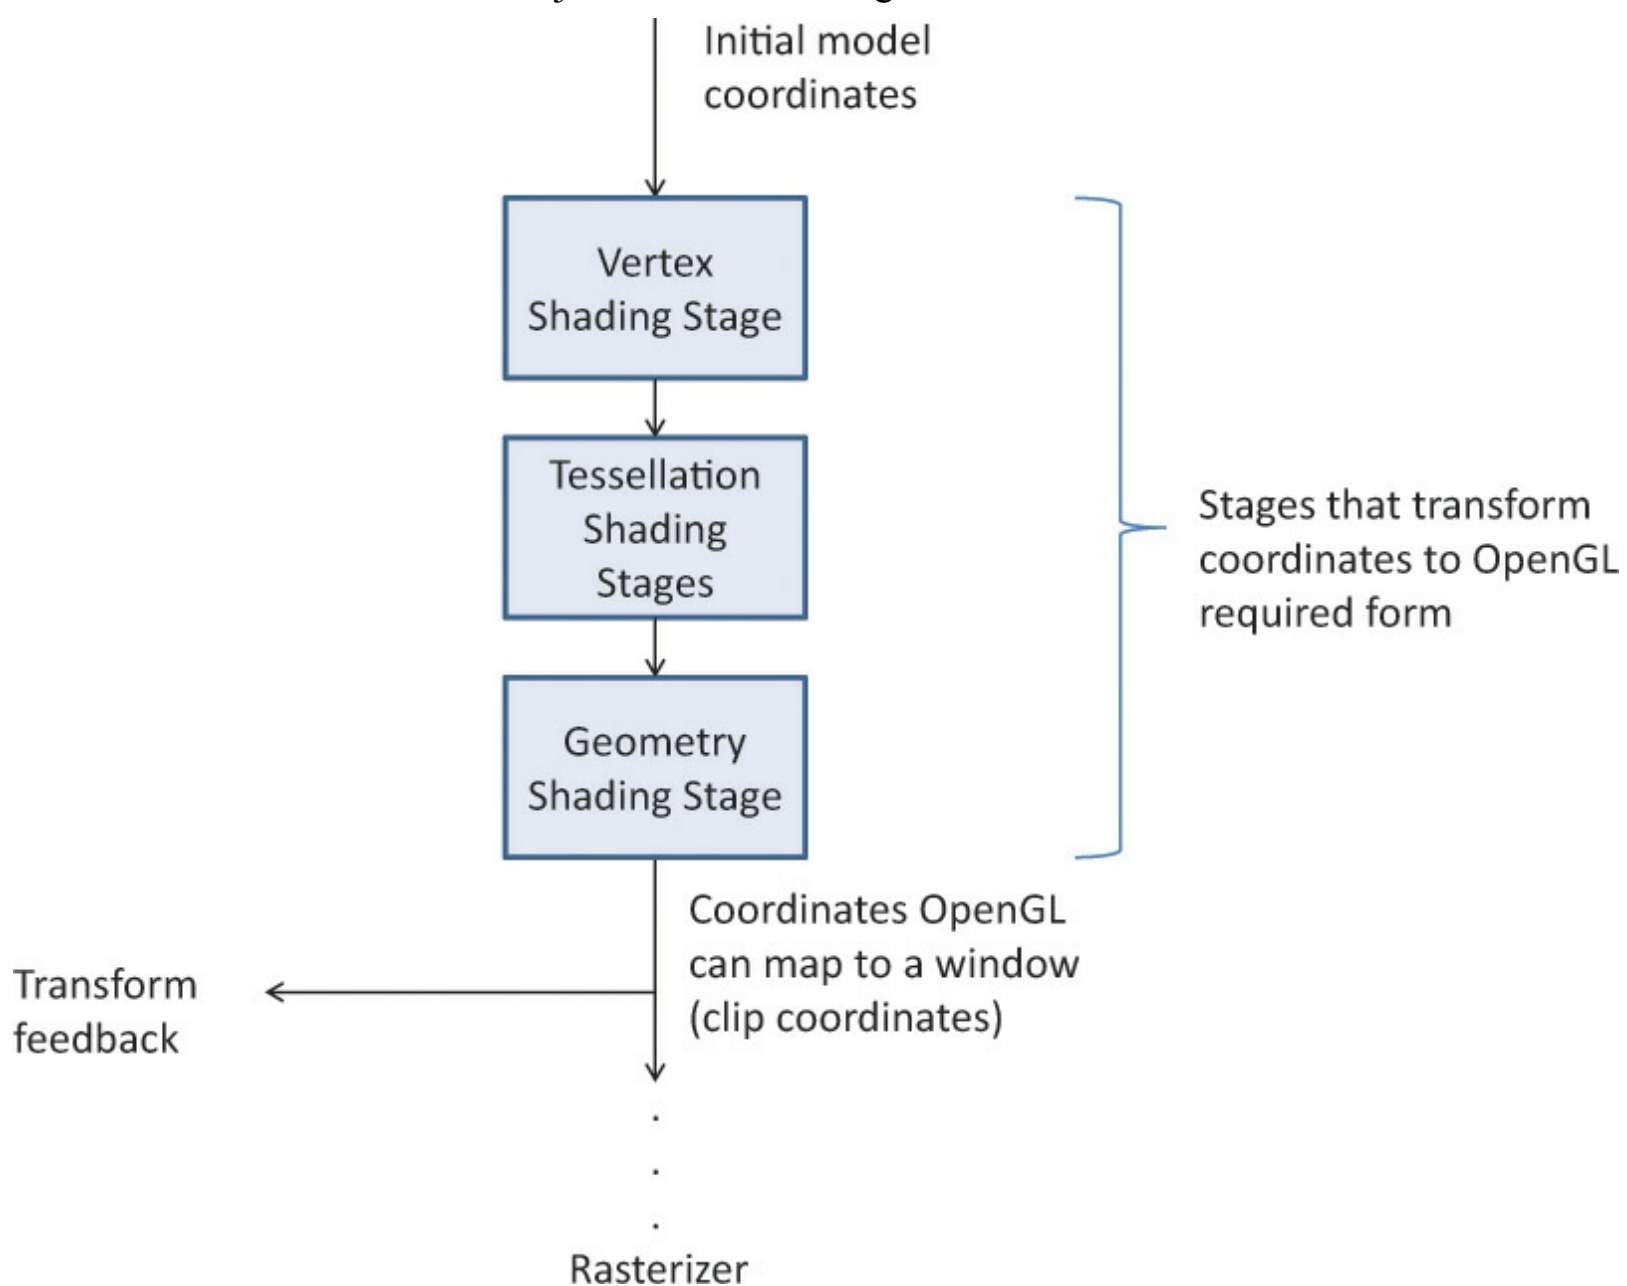 Initial model
coordinates
Vertex
Shading Stage
Tessellation
Shading
Stages
Stages that transform
coordinates to OpenGL
required form
Geometry
Shading Stage
Coordinates OpenGL
can map to a window
(clip coordinates)
Transform
feedback
.
.
.
Rasterizer